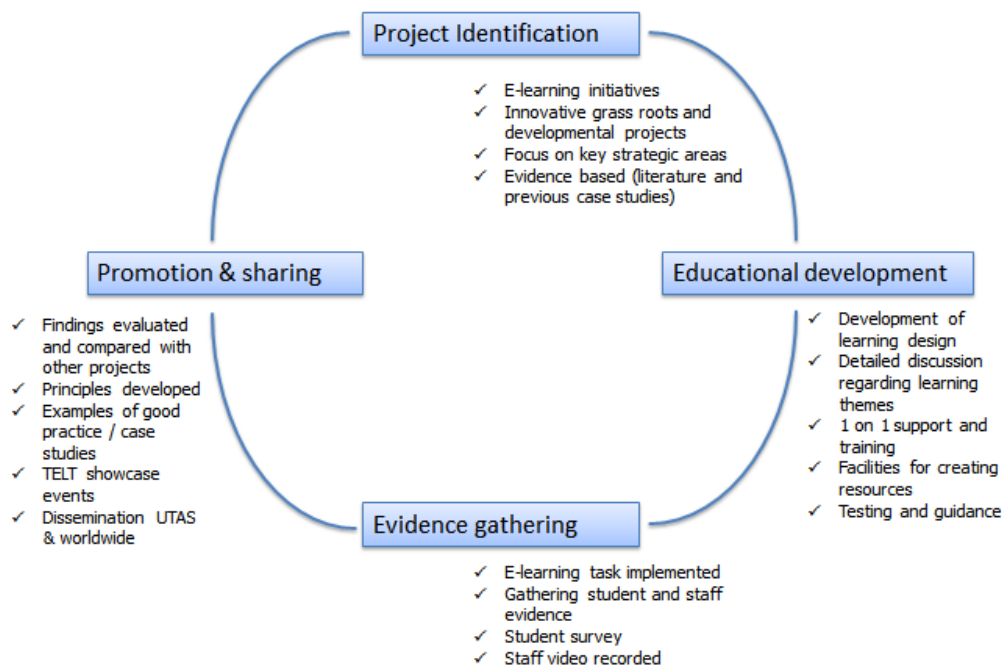 Project Identification
✓ E-learning initiatives
✓ Innovative grass roots and
developmental projects
✓ Focus on key strategic areas
✓ Evidence based (literature and
previous case studies)
Educational development
✓ Development of
learning design
✓ Detailed discussion
regarding learning
themes
✓ 1 on 1 support and
training
✓ Facilities for creating
resources
✓ Testing and guidance
Evidence gathering
✓ E-learning task implemented
✓ Gathering student and staff
evidence
✓ Student survey
✓ Staff video recorded
Promotion & sharing
✓ Findings evaluated
and compared with
other projects
✓ Principles developed
✓ Examples of good
practice / case
studies
✓ TELT showcase
events
✓ Dissemination UTAS
& worldwide